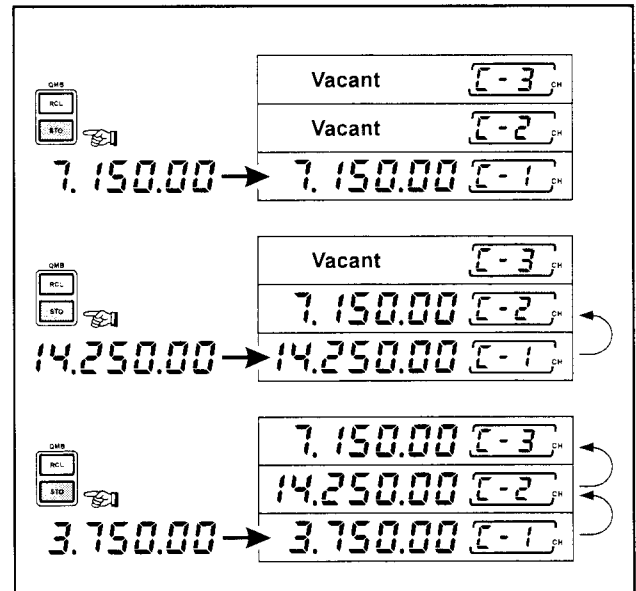 Vacant C-3 CH
QMB
RCL
Vacant C-2 CH
STO
7.150.00 7.150.00 C-1 CH
Vacant C-3 CH
QMB
RCL
7.150.00 C-2 CH
STO
14.250.00 14.250.00 C-1 CH
7.150.00 C-3 CH
QMB
RCL
14.250.00 C-2 CH
STO
3.750.00 3.750.00 C-1 CH